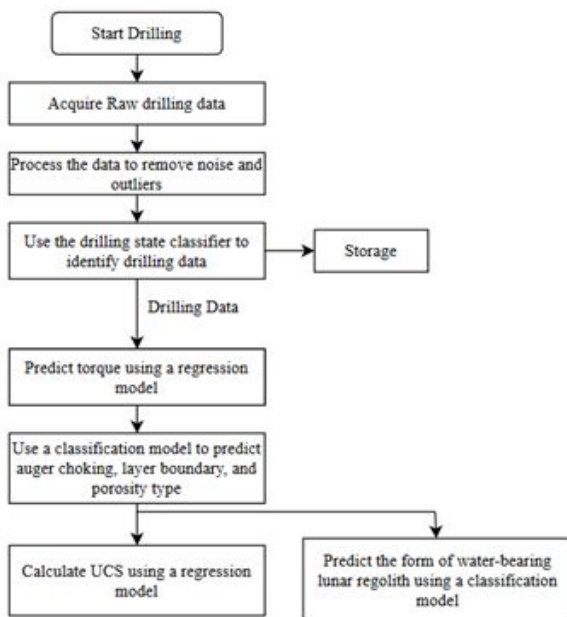 Start Drilling
Acquire Raw drilling data
Process the data to remove noise and
outliers
Use the drilling state classifier to
identify drilling data
Storage
Drilling Data
Predict torque using a regression
model
Use a classification model to predict
auger choking, layer boundary, and
porosity type
Calculate UCS using a regression
model
Predict the form of water-bearing
lunar regolith using a classification
model